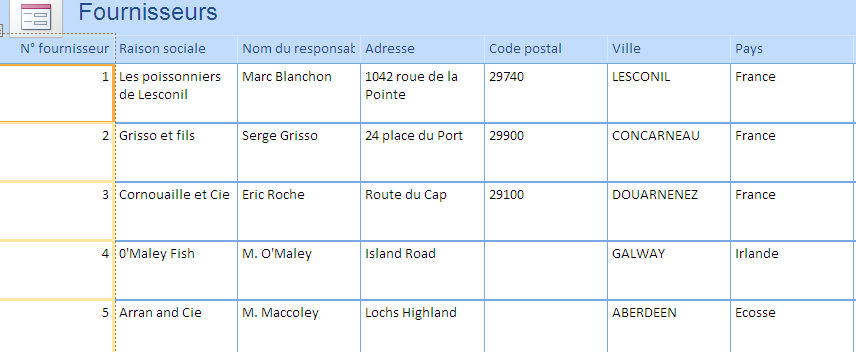 Fournisseurs
N° fournisseur Raison sociale Nom du responsab Adresse Code postal Ville Pays
1 Les poissonniers de Lesconil Marc Blanchon 1042 roue de la Pointe 29740 LESCONIL France
2 Grisso et fils Serge Grisso 24 place du Port 29900 CONCARNEAU France
3 Cornouaille et Cie Eric Roche Route du Cap 29100 DOUARNENEZ France
4 0'Maley Fish M. O'Maley Island Road GALWAY Irlande
5 Arran and Cie M. Maccoley Lochs Highland ABERDEEN Ecosse